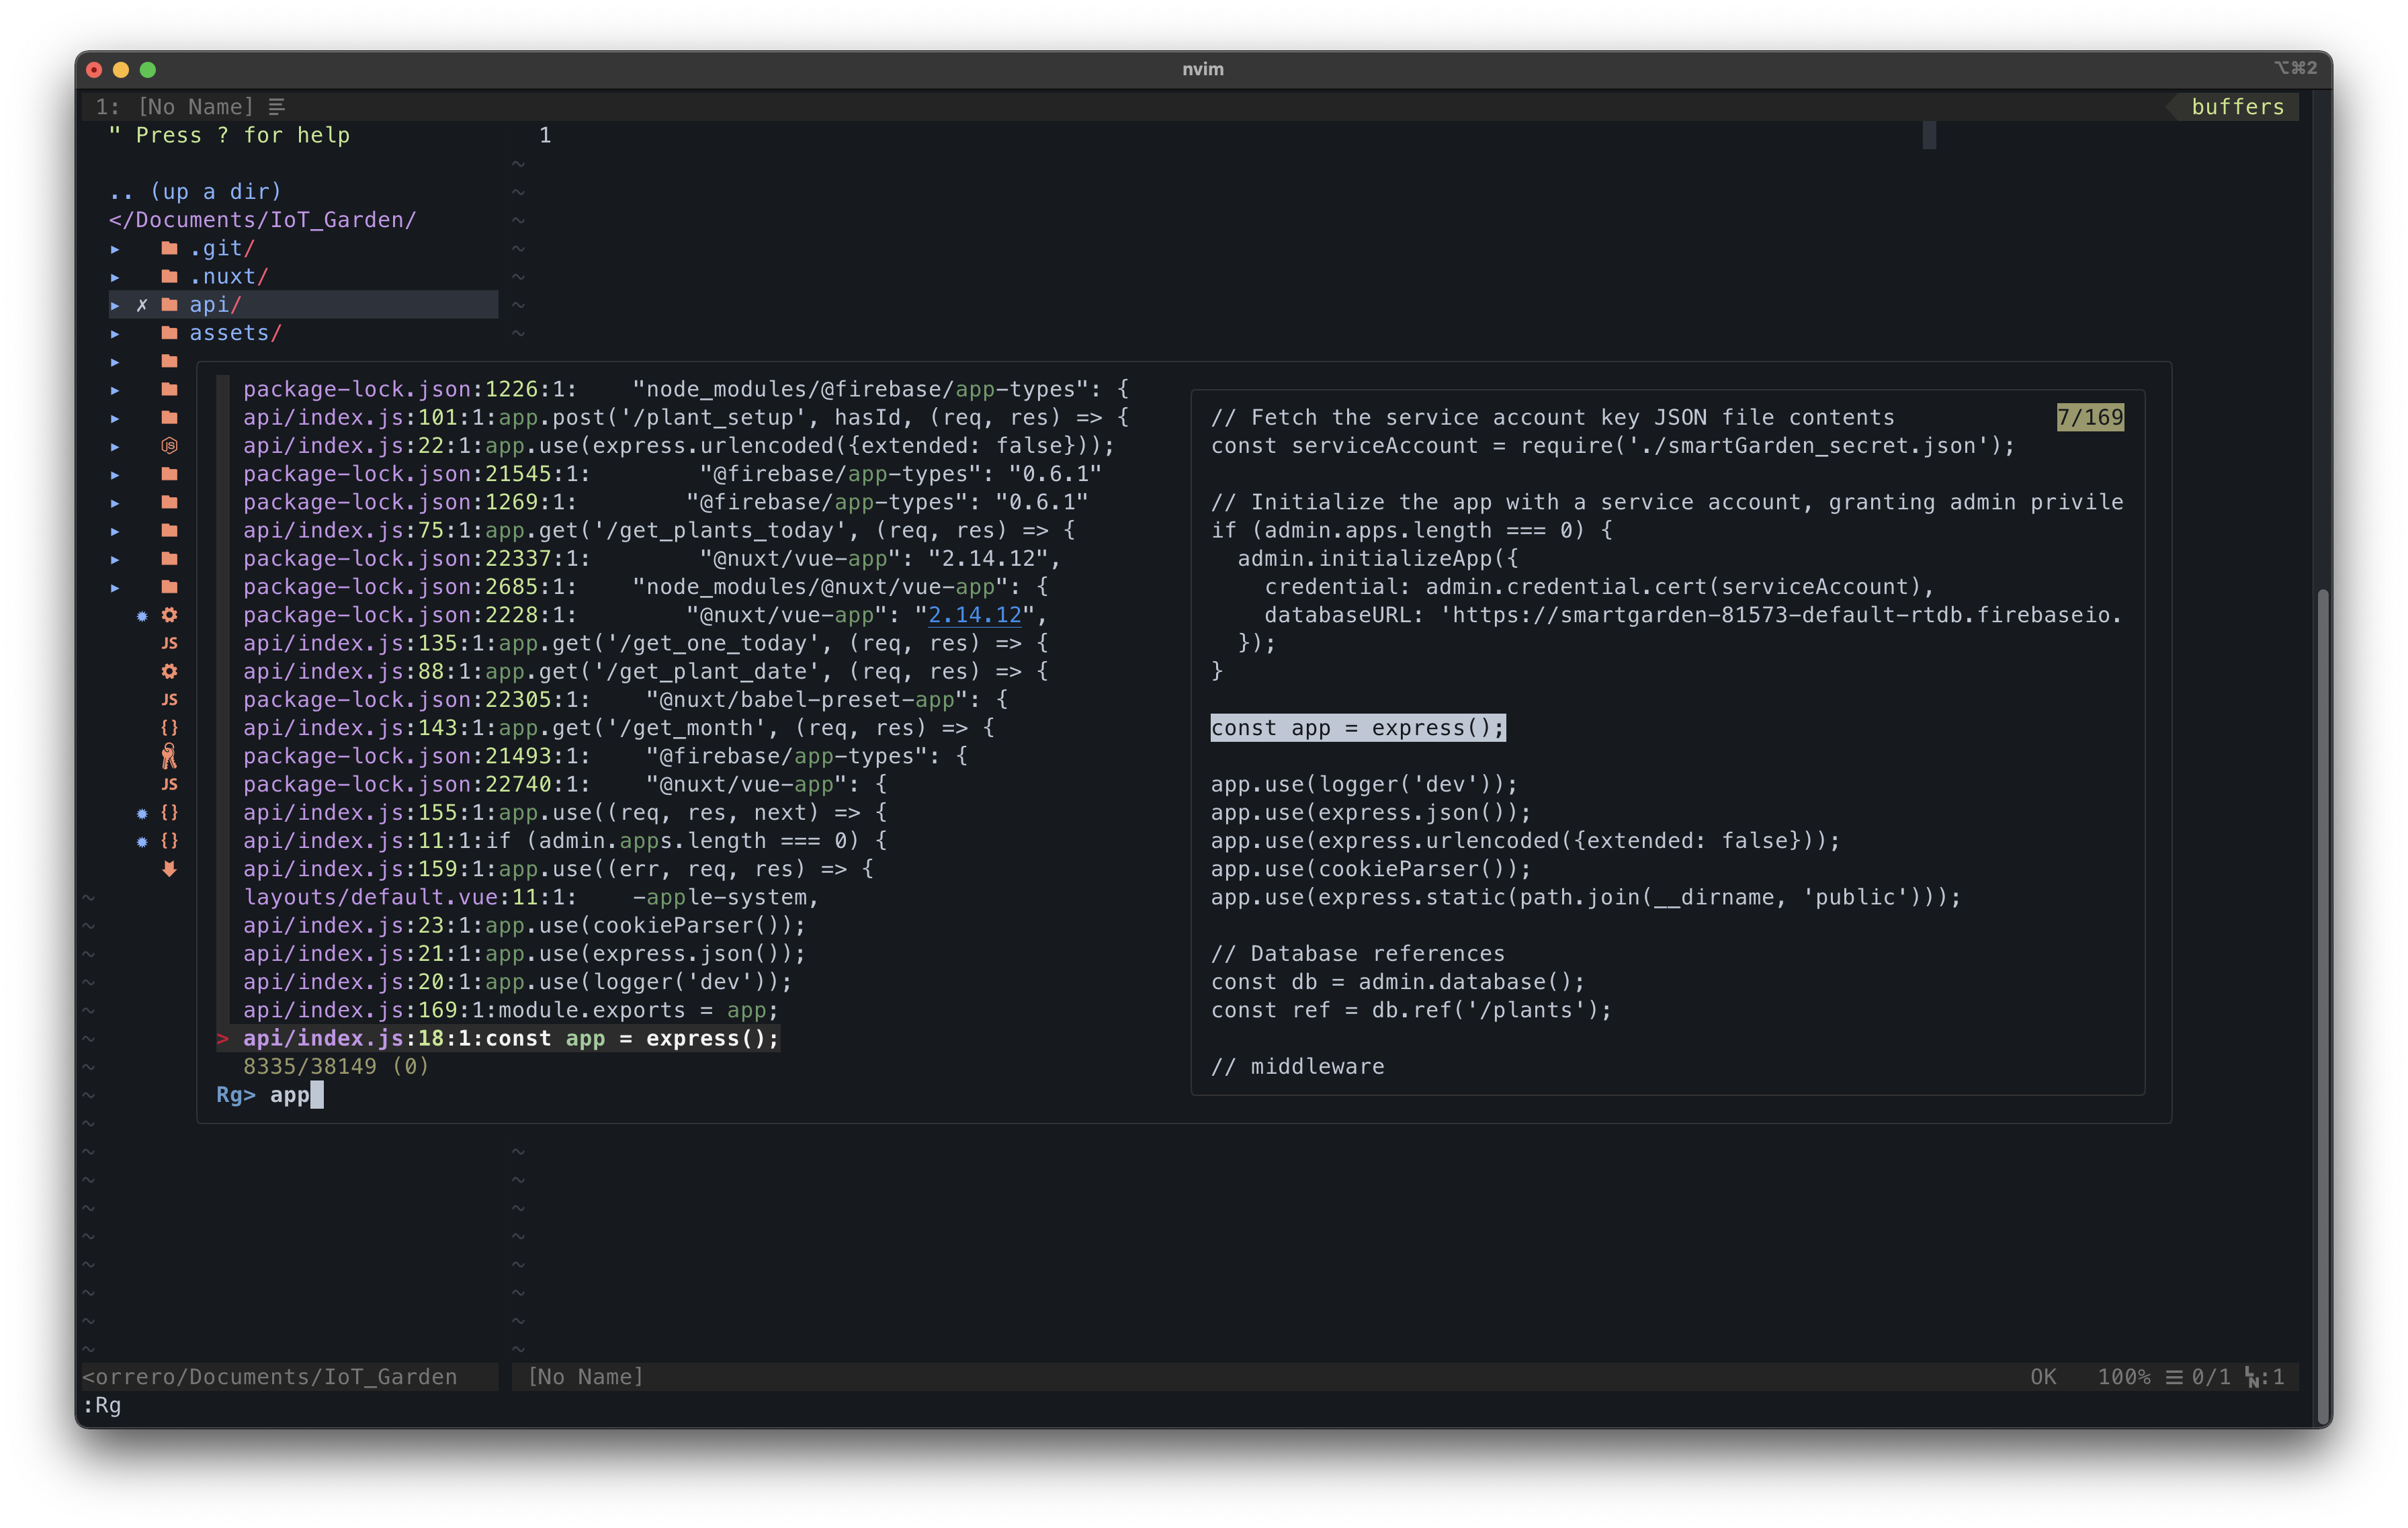 nvim
⌥⌘2
1: [No Name]
buffers
" Press ? for help
1
.. (up a dir)
</Documents/IoT_Garden/
.git/
.nuxt/
✗ api/
assets/
package-lock.json:1226:1:    "node_modules/@firebase/app-types": {
api/index.js:101:1:app.post('/plant_setup', hasId, (req, res) => {
api/index.js:22:1:app.use(express.urlencoded({extended: false}));
package-lock.json:21545:1:        "@firebase/app-types": "0.6.1"
package-lock.json:1269:1:        "@firebase/app-types": "0.6.1"
api/index.js:75:1:app.get('/get_plants_today', (req, res) => {
package-lock.json:22337:1:        "@nuxt/vue-app": "2.14.12",
package-lock.json:2685:1:    "node_modules/@nuxt/vue-app": {
package-lock.json:2228:1:        "@nuxt/vue-app": "2.14.12",
api/index.js:135:1:app.get('/get_one_today', (req, res) => {
api/index.js:88:1:app.get('/get_plant_date', (req, res) => {
package-lock.json:22305:1:    "@nuxt/babel-preset-app": {
api/index.js:143:1:app.get('/get_month', (req, res) => {
package-lock.json:21493:1:    "@firebase/app-types": {
package-lock.json:22740:1:    "@nuxt/vue-app": {
api/index.js:155:1:app.use((req, res, next) => {
api/index.js:11:1:if (admin.apps.length === 0) {
api/index.js:159:1:app.use((err, req, res) => {
layouts/default.vue:11:1:    -apple-system,
api/index.js:23:1:app.use(cookieParser());
api/index.js:21:1:app.use(express.json());
api/index.js:20:1:app.use(logger('dev'));
api/index.js:169:1:module.exports = app;
> api/index.js:18:1:const app = express();
8335/38149 (0)
Rg> app
// Fetch the service account key JSON file contents
7/169
const serviceAccount = require('./smartGarden_secret.json');
// Initialize the app with a service account, granting admin privile
if (admin.apps.length === 0) {
admin.initializeApp({
credential: admin.credential.cert(serviceAccount),
databaseURL: 'https://smartgarden-81573-default-rtdb.firebaseio.
});
}
const app = express();
app.use(logger('dev'));
app.use(express.json());
app.use(express.urlencoded({extended: false}));
app.use(cookieParser());
app.use(express.static(path.join(__dirname, 'public')));
// Database references
const db = admin.database();
const ref = db.ref('/plants');
// middleware
<orrero/Documents/IoT_Garden
[No Name]
OK 100% ☰ 0/1 ␤:1
:Rg